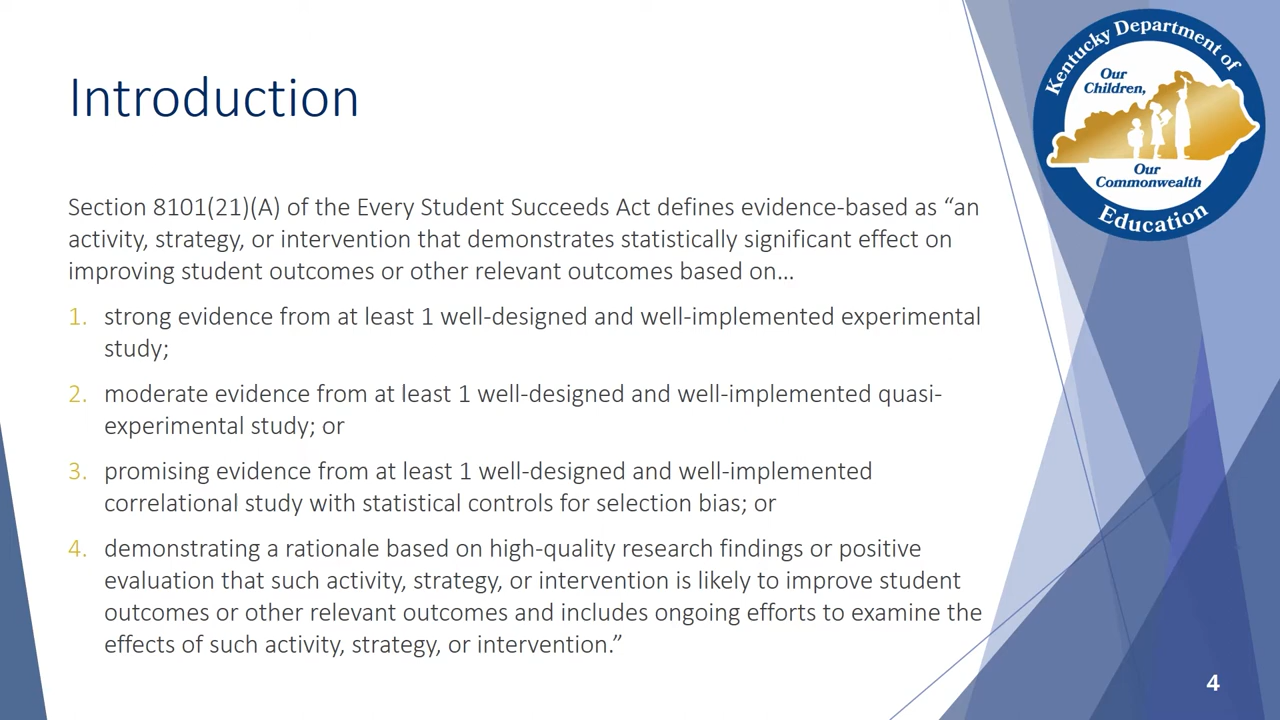 Introduction
Kentucky Department of
Education
Our
Children,
Our
Commonwealth
Section 8101(21)(A) of the Every Student Succeeds Act defines evidence-based as “an
activity, strategy, or intervention that demonstrates statistically significant effect on
improving student outcomes or other relevant outcomes based on…
1. strong evidence from at least 1 well-designed and well-implemented experimental
study;
2. moderate evidence from at least 1 well-designed and well-implemented quasi-
experimental study; or
3. promising evidence from at least 1 well-designed and well-implemented
correlational study with statistical controls for selection bias; or
4. demonstrating a rationale based on high-quality research findings or positive
evaluation that such activity, strategy, or intervention is likely to improve student
outcomes or other relevant outcomes and includes ongoing efforts to examine the
effects of such activity, strategy, or intervention.”
4